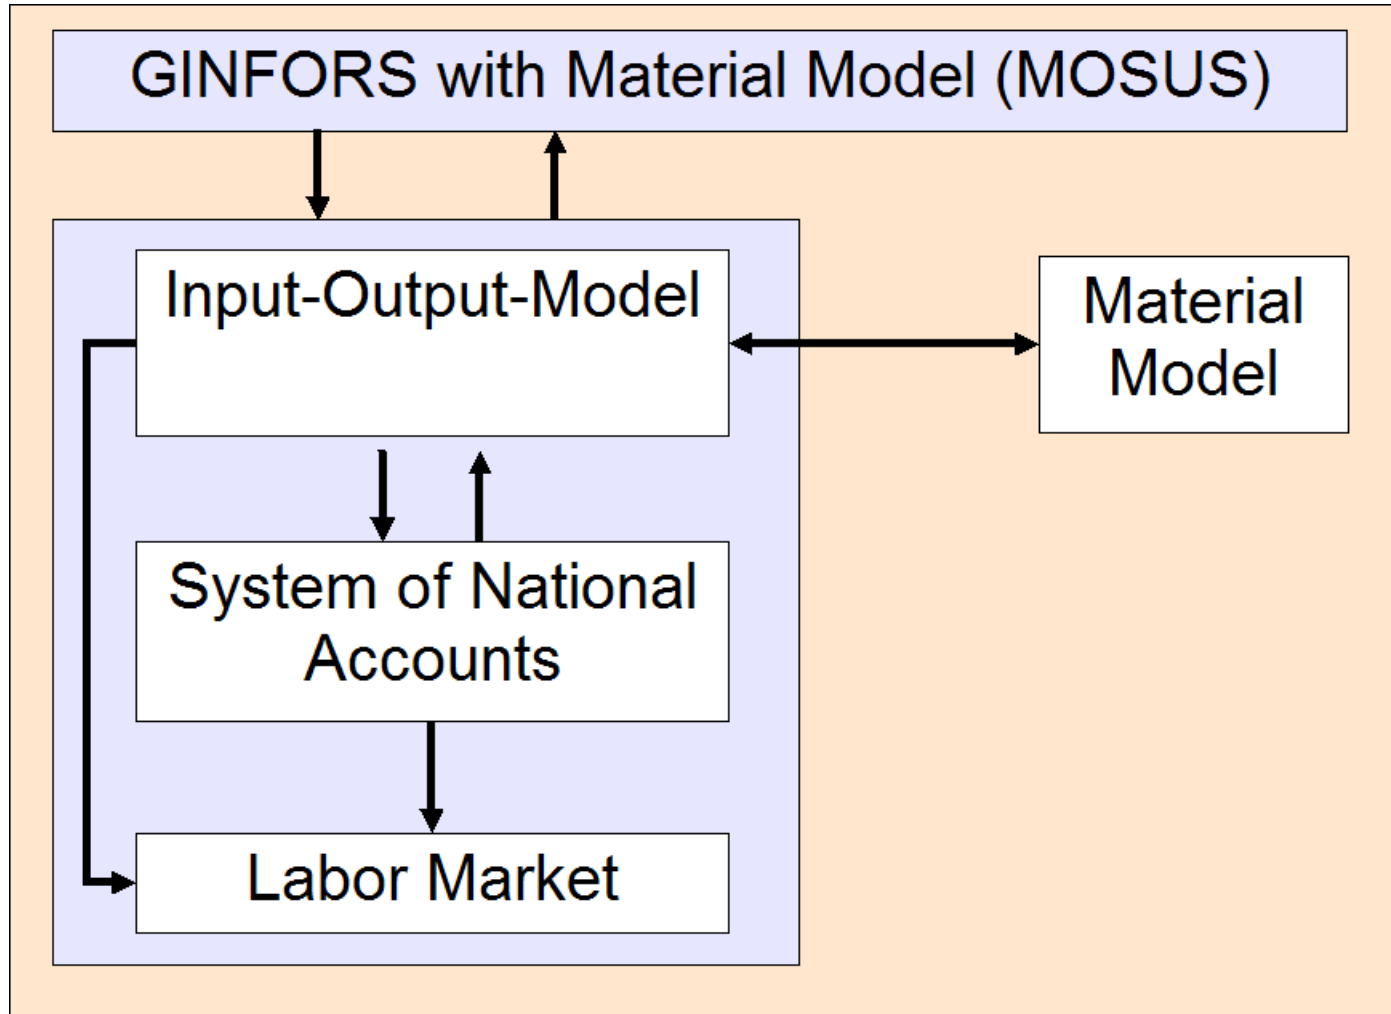 GINFORS with Material Model (MOSUS)
Input-Output-Model
Material
Model
System of National
Accounts
Labor Market